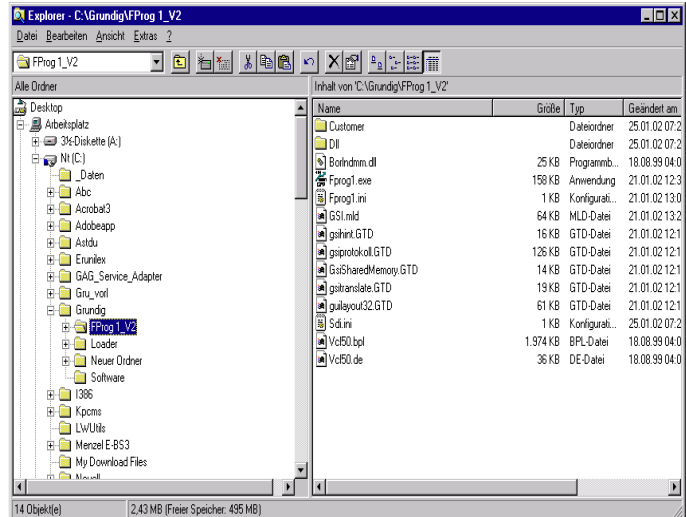 Explorer - C:\Grundig\FProg 1_V2
Datei Bearbeiten Ansicht Extras ?
FProg 1_V2
Alle Ordner
Inhalt von 'C:\Grundig\FProg 1_V2'
Desktop
Arbeitsplatz
3½-Diskette (A:)
Nt (C:)
_Daten
Abc
Acrobat3
Adobeapp
Astdu
Erunilex
GAG_Service_Adapter
Gru_vorl
Grundig
FProg 1_V2
Loader
Neuer Ordner
Software
I386
Kpcms
LWUtils
Menzel E-BS3
My Download Files
Novell
Name Größe Typ Geändert am
Customer Dateiordner 25.01.02 07:2
Dll Dateiordner 25.01.02 07:2
Borlndmm.dll 25 KB Programmb... 18.08.99 04:0
Fprog1.exe 158 KB Anwendung 21.01.02 12:3
Fprog1.ini 1 KB Konfigurati... 21.01.02 13:0
GSI.mld 64 KB MLD-Datei 21.01.02 13:2
gsihint.GTD 16 KB GTD-Datei 21.01.02 12:1
gsiprotokoll.GTD 126 KB GTD-Datei 21.01.02 12:1
GsiSharedMemory.GTD 14 KB GTD-Datei 21.01.02 12:1
gsitranslate.GTD 19 KB GTD-Datei 21.01.02 12:1
guilayout32.GTD 61 KB GTD-Datei 21.01.02 12:1
Sdi.ini 1 KB Konfigurati... 25.01.02 07:2
Vclf50.bpl 1.974 KB BPL-Datei 18.08.99 04:0
Vclf50.de 36 KB DE-Datei 18.08.99 04:0
14 Objekt(e) 2,43 MB (Freier Speicher: 495 MB)